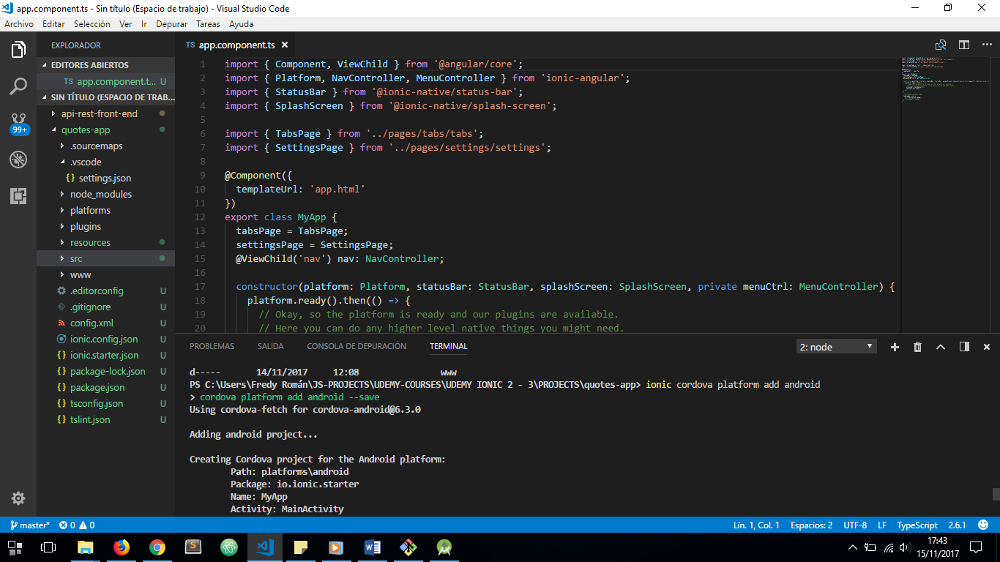 app.component.ts - Sin título (Espacio de trabajo) - Visual Studio Code
Archivo Editar Selección Ver Ir Depurar Tareas Ayuda
EXPLORADOR
EDITORES ABIERTOS
TS app.component.t... U
SIN TÍTULO (ESPACIO DE TRAB...
api-rest-front-end
quotes-app
.sourcemaps
.vscode
{} settings.json
node_modules
platforms
plugins
resources
src
www
.editorconfig U
.gitignore U
config.xml U
ionic.config.json U
{} ionic.starter.json U
{} package-lock.json U
{} package.json U
{} tsconfig.json U
{} tslint.json U
99+
TS app.component.ts
1 import { Component, ViewChild } from '@angular/core';
2 import { Platform, NavController, MenuController } from 'ionic-angular';
3 import { StatusBar } from '@ionic-native/status-bar';
4 import { SplashScreen } from '@ionic-native/splash-screen';
5
6 import { TabsPage } from '../pages/tabs/tabs';
7 import { SettingsPage } from '../pages/settings/settings';
8
9 @Component({
10 templateUrl: 'app.html'
11 })
12 export class MyApp {
13 tabsPage = TabsPage;
14 settingsPage = SettingsPage;
15 @ViewChild('nav') nav: NavController;
16
17 constructor(platform: Platform, statusBar: StatusBar, splashScreen: SplashScreen, private menuCtrl: MenuController) {
18 platform.ready().then(() => {
19 // Okay, so the platform is ready and our plugins are available.
20 // Here you can do any higher level native things you might need.
PROBLEMAS SALIDA CONSOLA DE DEPURACIÓN TERMINAL 2: node
d----- 14/11/2017 12:08 www
PS C:\Users\Fredy Román\JS-PROJECTS\UDEMY-COURSES\UDEMY IONIC 2 - 3\PROJECTS\quotes-app> ionic cordova platform add android
> cordova platform add android --save
Using cordova-fetch for cordova-android@6.3.0
Adding android project...
Creating Cordova project for the Android platform:
Path: platforms\android
Package: io.ionic.starter
Name: MyApp
Activity: MainActivity
master* 0 0 Lín. 1, Col. 1 Espacios: 2 UTF-8 LF TypeScript 2.6.1
17:43
15/11/2017